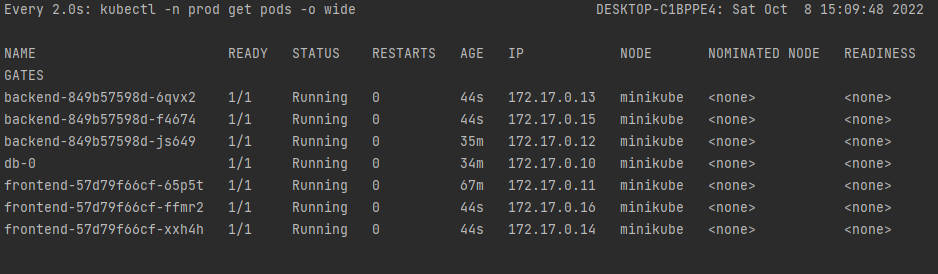 Every 2.0s: kubectl -n prod get pods -o wide                              DESKTOP-C1BPPE4: Sat Oct  8 15:09:48 2022
NAME                        READY   STATUS    RESTARTS   AGE   IP            NODE       NOMINATED NODE   READINESS
GATES
backend-849b57598d-6qvx2    1/1     Running   0          44s   172.17.0.13   minikube   <none>           <none>
backend-849b57598d-f4674    1/1     Running   0          44s   172.17.0.15   minikube   <none>           <none>
backend-849b57598d-js649    1/1     Running   0          35m   172.17.0.12   minikube   <none>           <none>
db-0                        1/1     Running   0          34m   172.17.0.10   minikube   <none>           <none>
frontend-57d79f66cf-65p5t   1/1     Running   0          67m   172.17.0.11   minikube   <none>           <none>
frontend-57d79f66cf-ffmr2   1/1     Running   0          44s   172.17.0.16   minikube   <none>           <none>
frontend-57d79f66cf-xxh4h   1/1     Running   0          44s   172.17.0.14   minikube   <none>           <none>